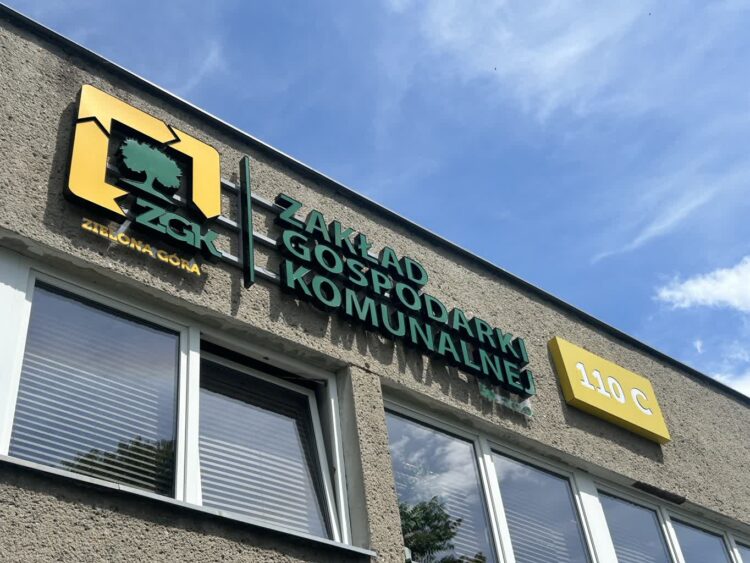 ZGK
ZIELONA GÓRA
ZAKŁAD
GOSPODARKI
KOMUNALNEJ
110 C